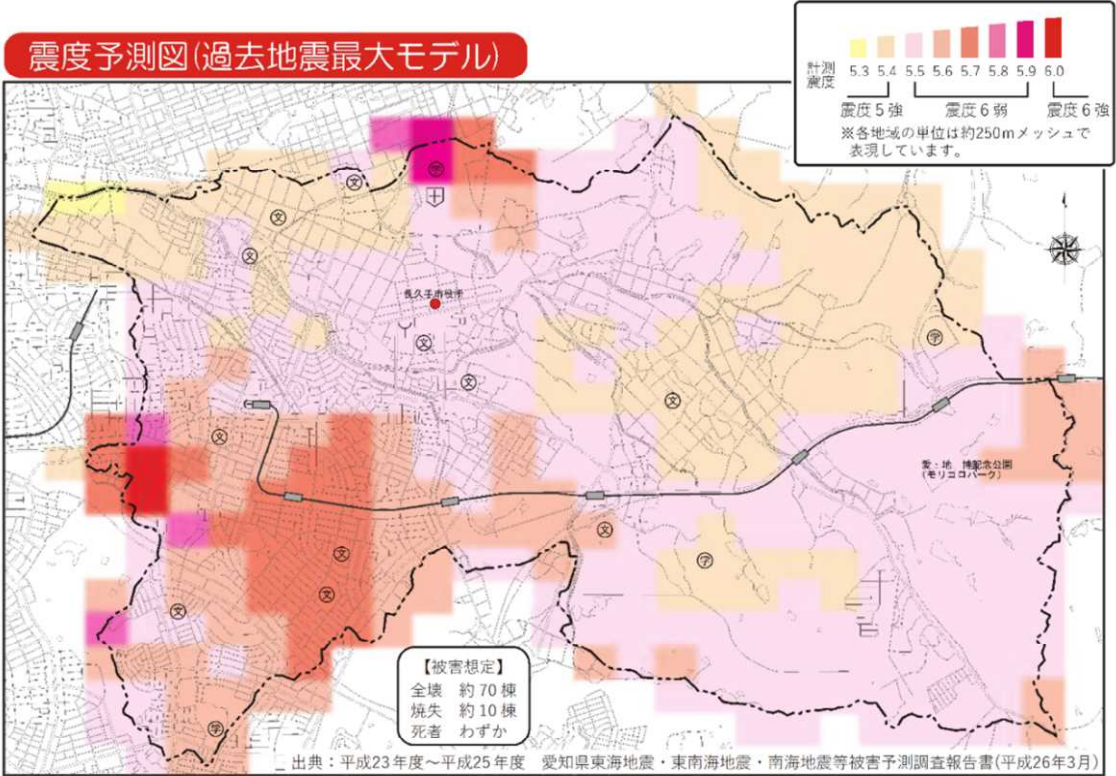 震度予測図(過去地震最大モデル)
計測
震度
5.3 5.4 5.5 5.6 5.7 5.8 5.9 6.0
震度5強 震度6弱 震度6強
※各地域の単位は約250mメッシュで
表現しています。
長久手市役所
愛・地 博記念公園
(モリコロパーク)
【被害想定】
全壊 約70棟
焼失 約10棟
死者 わずか
出典：平成23年度～平成25年度 愛知県東海地震・東南海地震・南海地震等被害予測調査報告書(平成26年3月)